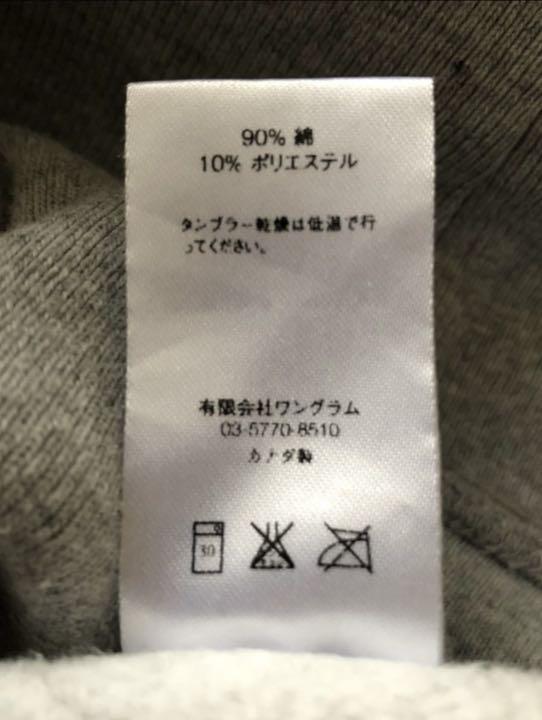 90% 綿
10% ポリエステル
タンブラー乾燥は低温で行
ってください。
有限会社ワングラム
03-5770-8510
カナダ製
30